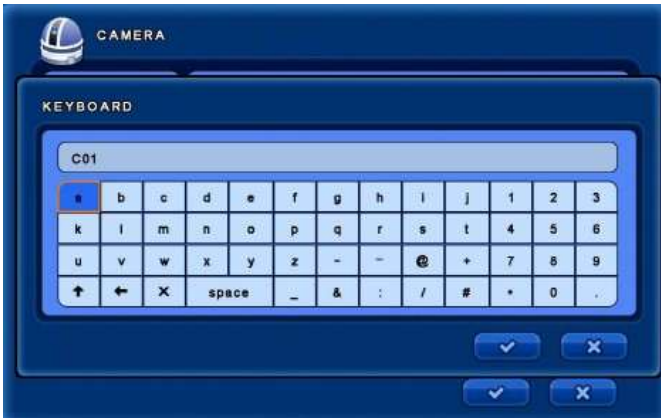 CAMERA
KEYBOARD
C01
a b c d e f g h i j 1 2 3
k l m n o p q r s t 4 5 6
u v w x y z - ─ @ + 7 8 9
↑ ← × space _ & : / # * 0 .